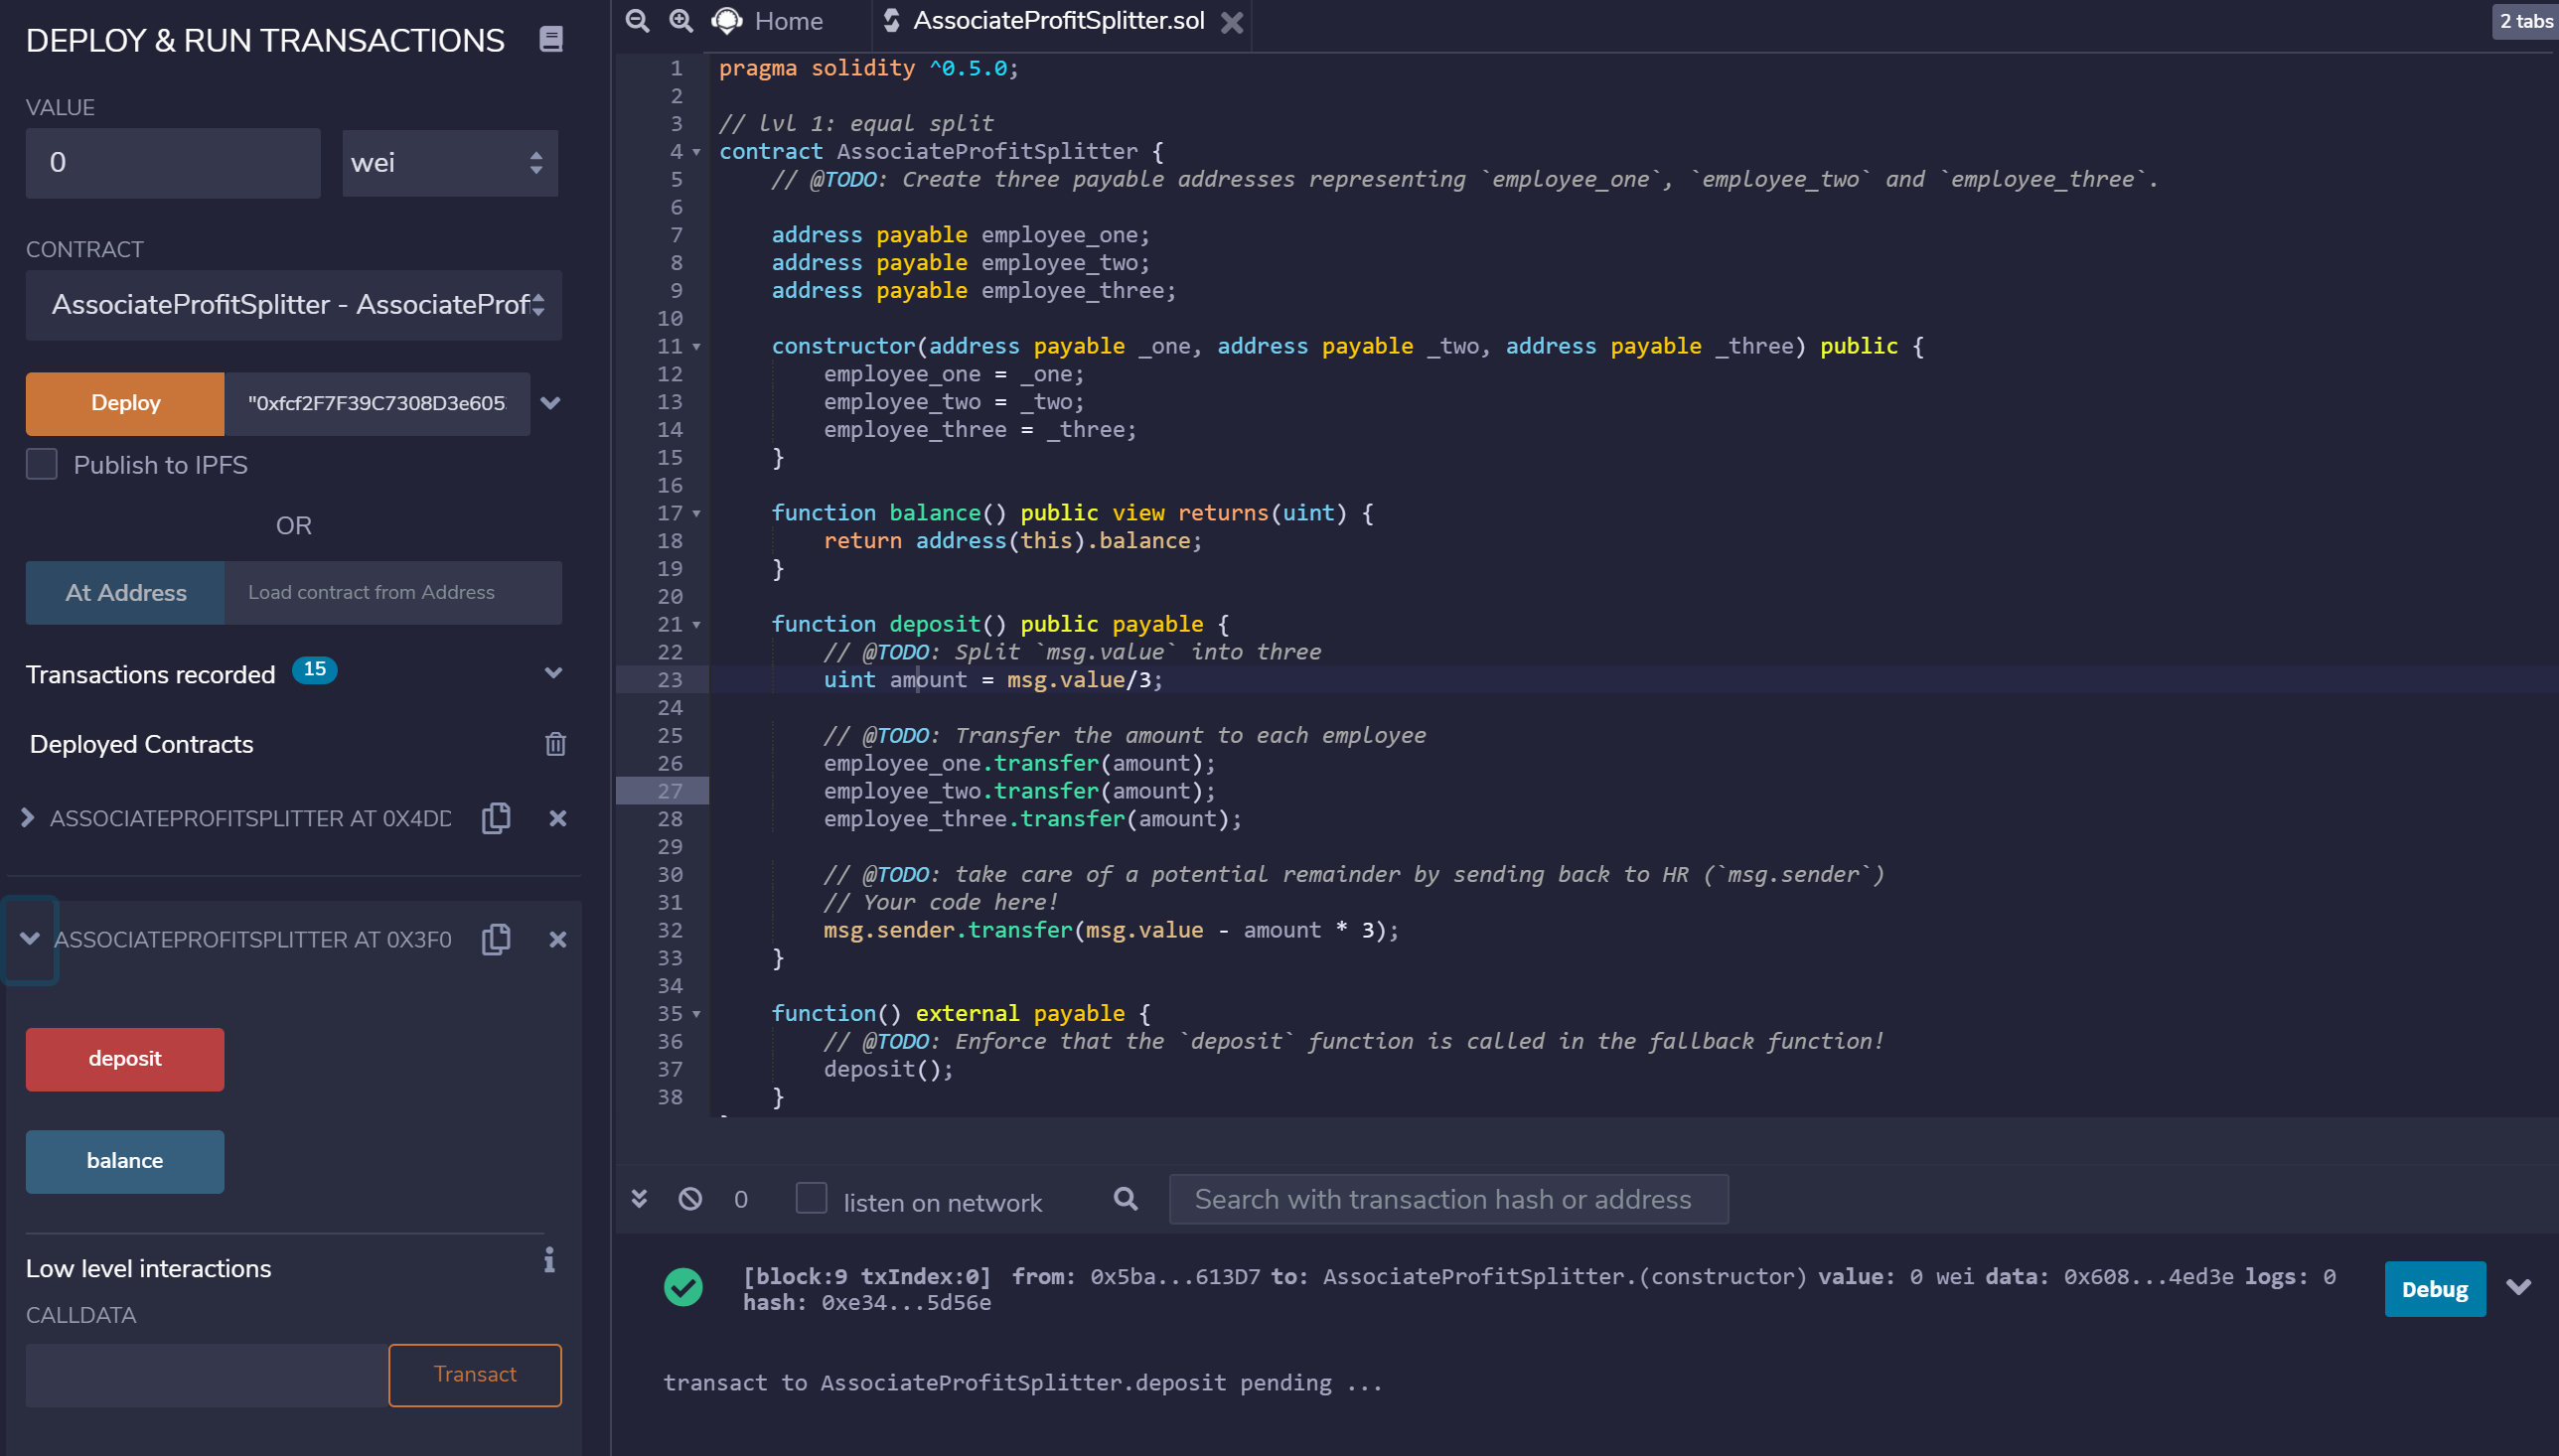 DEPLOY & RUN TRANSACTIONS
VALUE
0
wei
CONTRACT
AssociateProfitSplitter - AssociateProf
Deploy
"0xfcf2F7F39C7308D3e605
Publish to IPFS
OR
At Address
Load contract from Address
Transactions recorded 15
Deployed Contracts
ASSOCIATEPROFITSPLITTER AT 0X4DD
ASSOCIATEPROFITSPLITTER AT 0X3F0
deposit
balance
Low level interactions
CALLDATA
Transact
Home
AssociateProfitSplitter.sol
2 tabs
1 pragma solidity ^0.5.0;
2
3 // lvl 1: equal split
4 contract AssociateProfitSplitter {
5 // @TODO: Create three payable addresses representing `employee_one`, `employee_two` and `employee_three`.
6
7 address payable employee_one;
8 address payable employee_two;
9 address payable employee_three;
10
11 constructor(address payable _one, address payable _two, address payable _three) public {
12 employee_one = _one;
13 employee_two = _two;
14 employee_three = _three;
15 }
16
17 function balance() public view returns(uint) {
18 return address(this).balance;
19 }
20
21 function deposit() public payable {
22 // @TODO: Split `msg.value` into three
23 uint amount = msg.value/3;
24
25 // @TODO: Transfer the amount to each employee
26 employee_one.transfer(amount);
27 employee_two.transfer(amount);
28 employee_three.transfer(amount);
29
30 // @TODO: take care of a potential remainder by sending back to HR (`msg.sender`)
31 // Your code here!
32 msg.sender.transfer(msg.value - amount * 3);
33 }
34
35 function() external payable {
36 // @TODO: Enforce that the `deposit` function is called in the fallback function!
37 deposit();
38 }
0
listen on network
Search with transaction hash or address
[block:9 txIndex:0] from: 0x5ba...613D7 to: AssociateProfitSplitter.(constructor) value: 0 wei data: 0x608...4ed3e logs: 0
hash: 0xe34...5d56e
Debug
transact to AssociateProfitSplitter.deposit pending ...